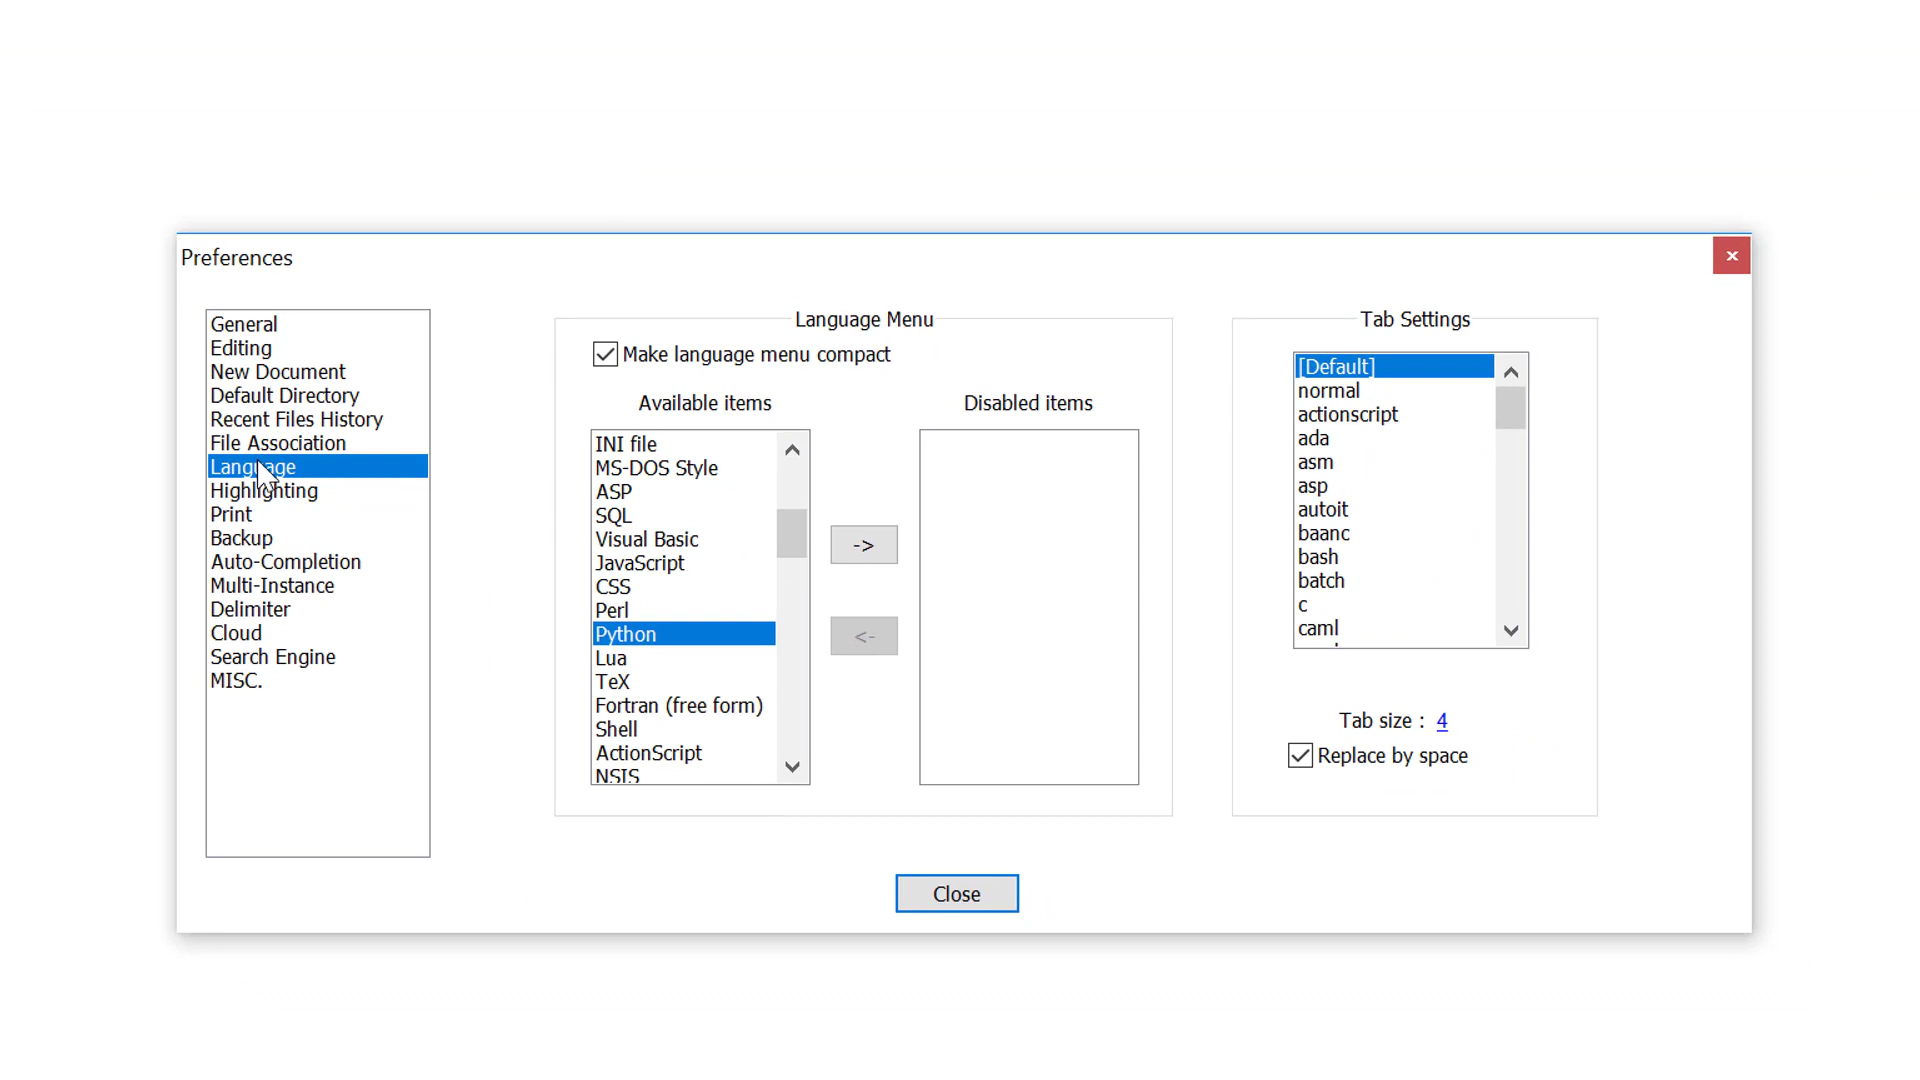 Preferences
General
Editing
New Document
Default Directory
Recent Files History
File Association
Language
Highlighting
Print
Backup
Auto-Completion
Multi-Instance
Delimiter
Cloud
Search Engine
MISC.
Language Menu
Make language menu compact
Available items
INI file
MS-DOS Style
ASP
SQL
Visual Basic
JavaScript
CSS
Perl
Python
Lua
TeX
Fortran (free form)
Shell
ActionScript
NSIS
->
<-
Disabled items
Tab Settings
[Default]
normal
actionscript
ada
asm
asp
autoit
baanc
bash
batch
c
caml
Tab size : 4
Replace by space
Close